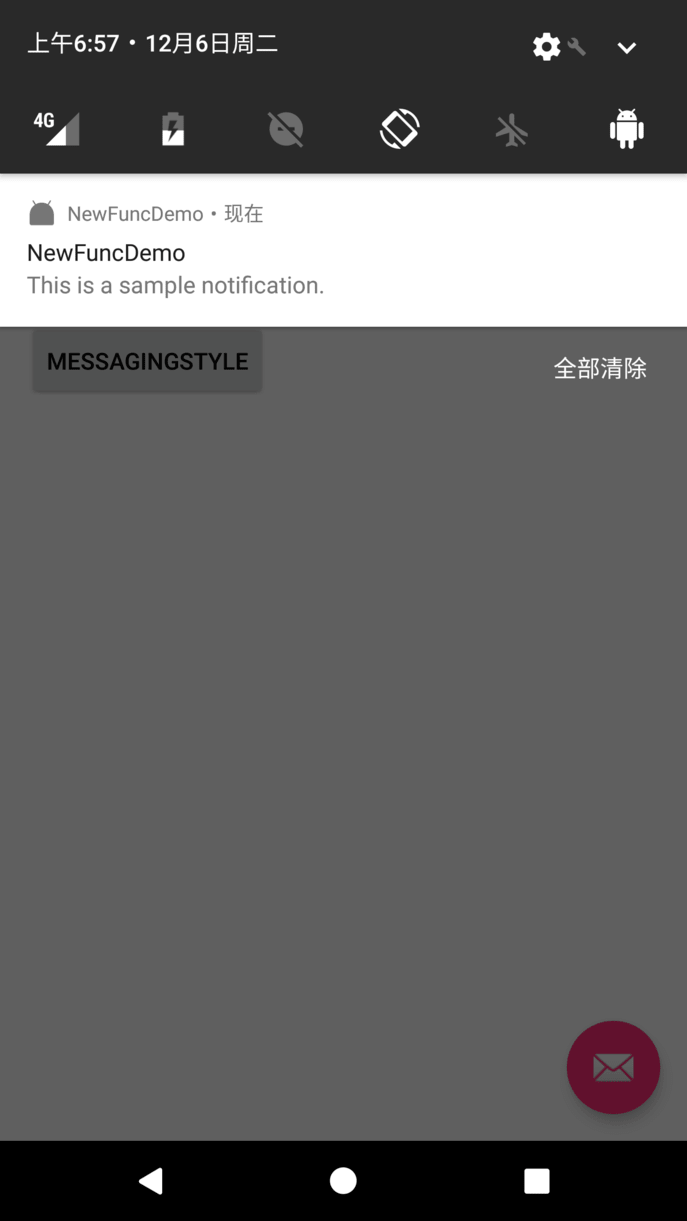 上午6:57 • 12月6日周二
4G
NewFuncDemo • 现在
NewFuncDemo
This is a sample notification.
MESSAGINGSTYLE
全部清除